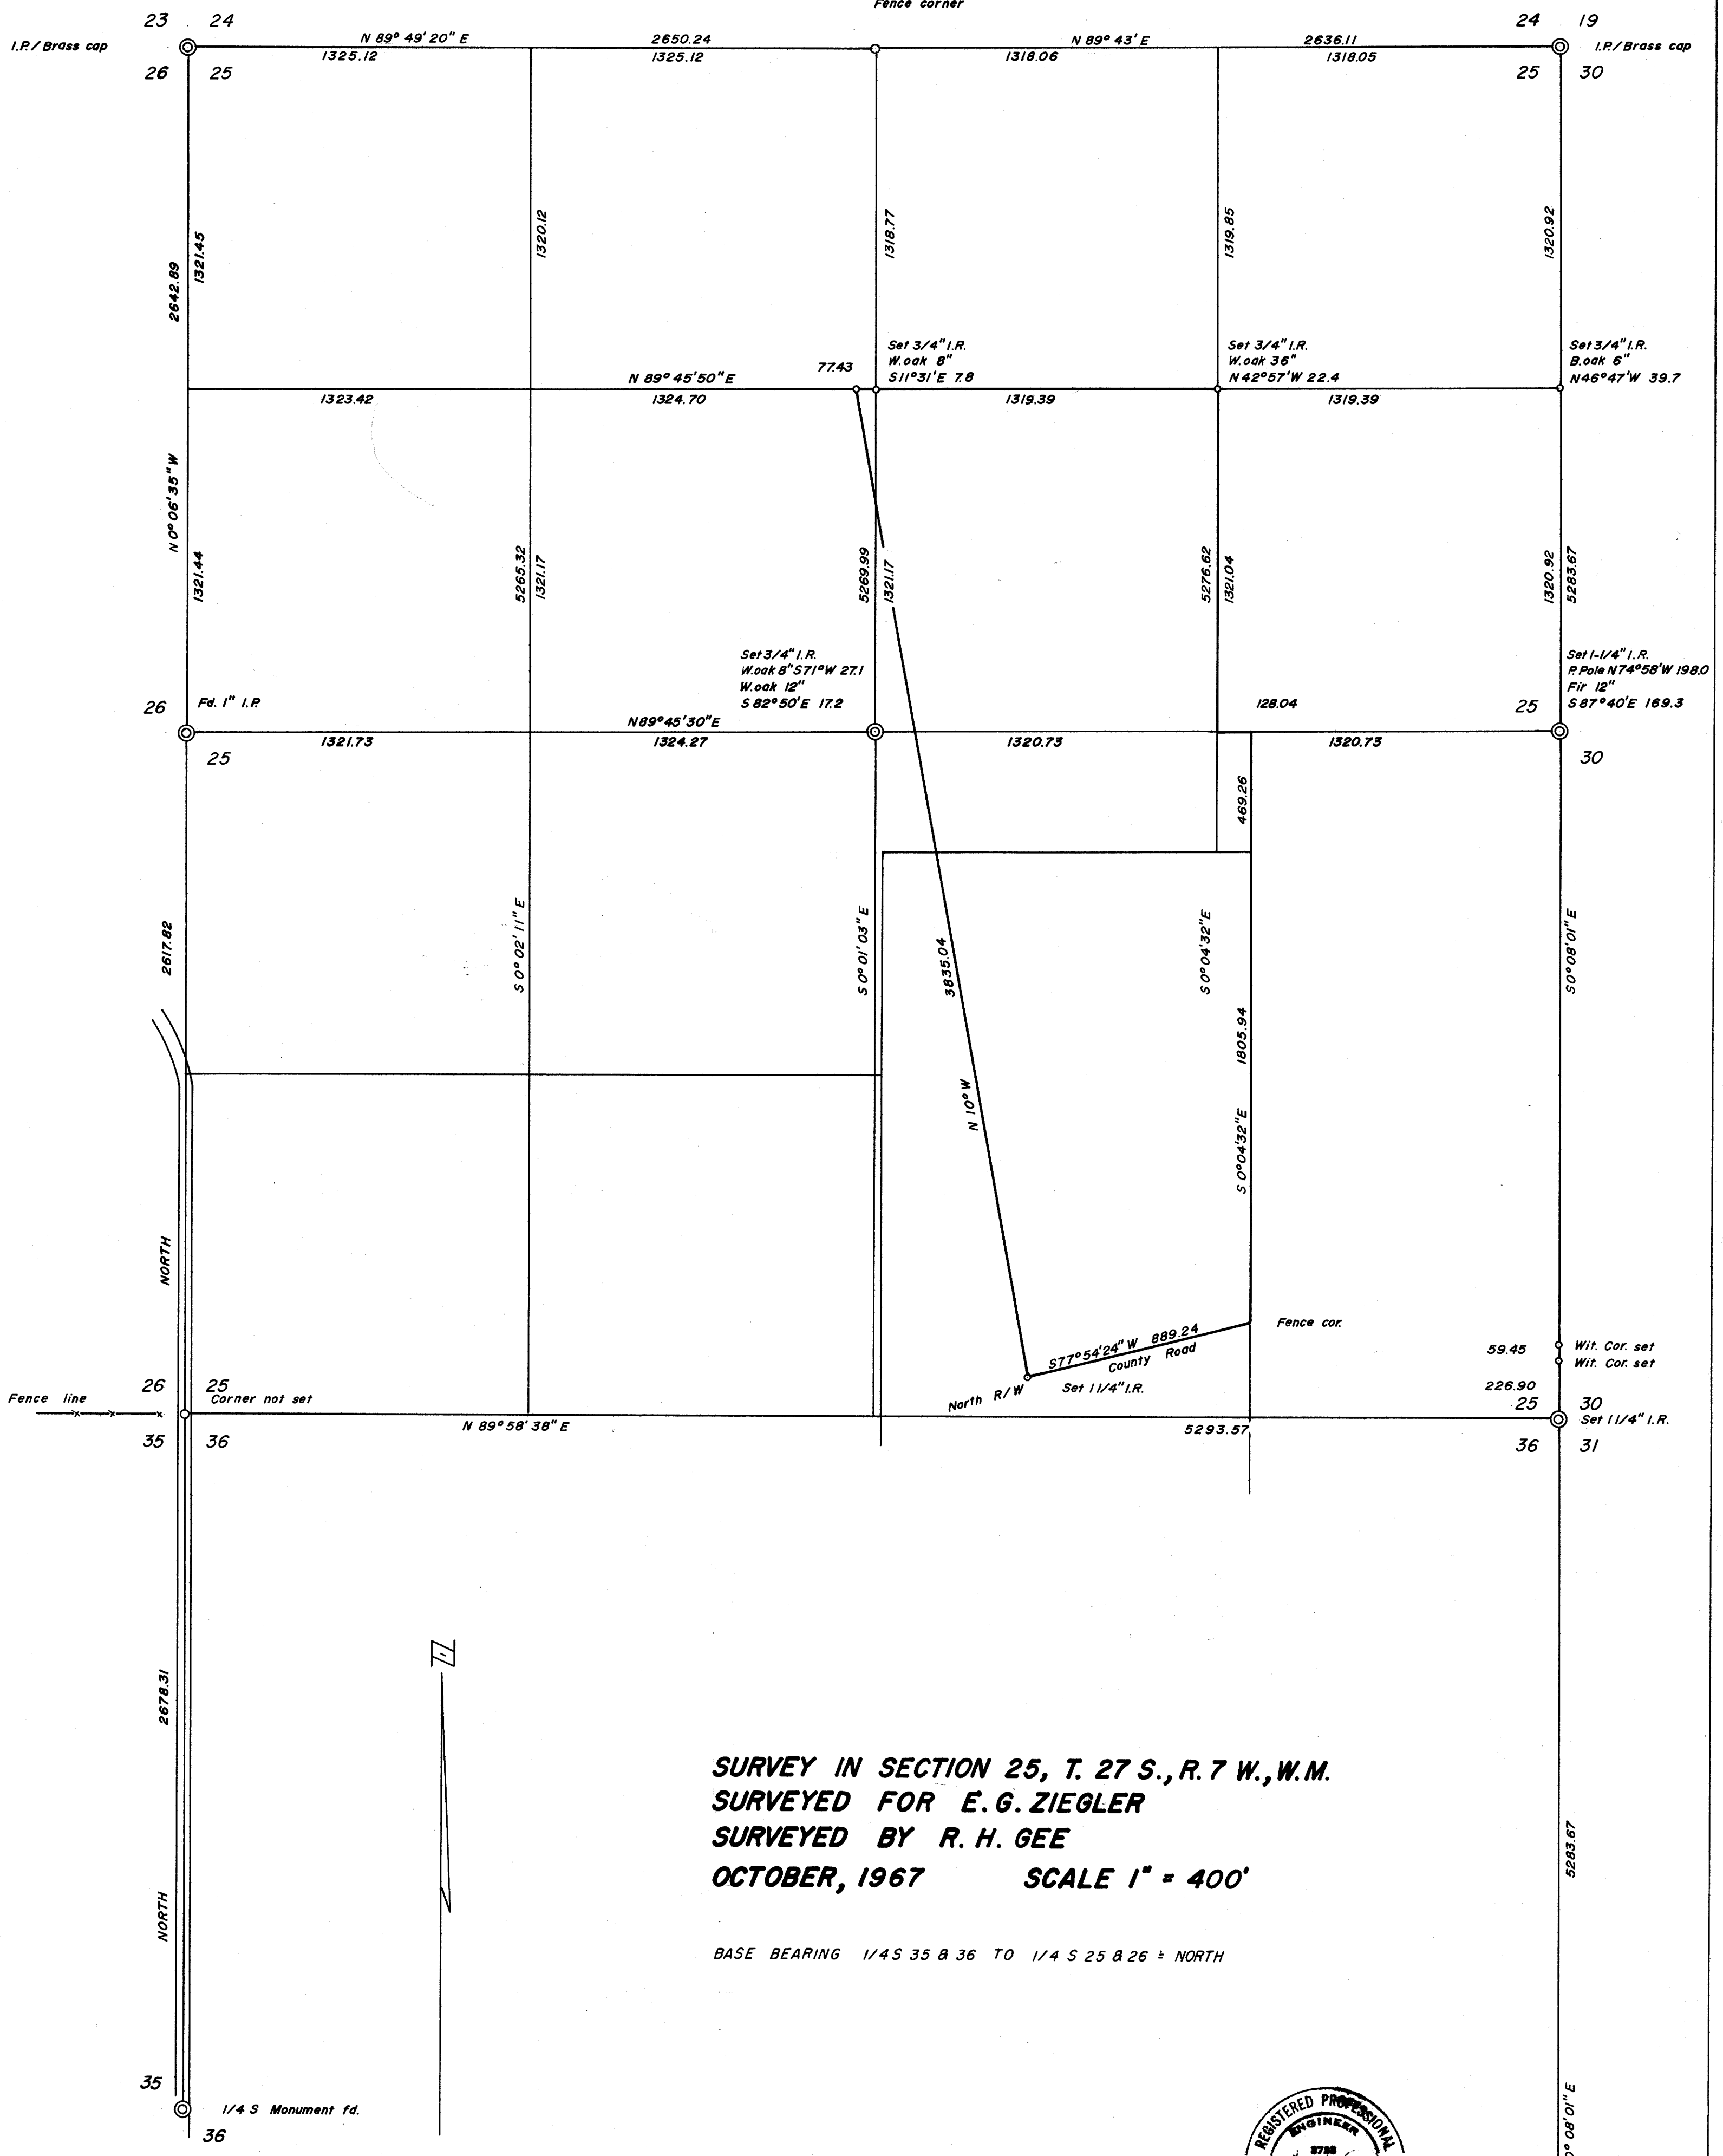 Fence corner
23 24
24 19
I.P./Brass cap
N 89° 49' 20" E
2650.24
N 89° 43' E
2636.11
I.P./Brass cap
1325.12
1325.12
1318.06
1318.05
26 25
25 30
2642.89
1321.45
1320.12
1318.77
1319.85
1320.92
Set 3/4" I.R.
W.oak 8"
S11°31'E 7.8
Set 3/4" I.R.
W.oak 36"
N42°57'W 22.4
Set 3/4" I.R.
B.oak 6"
N46°47'W 39.7
77.43
N 89° 45' 50" E
1323.42
1324.70
1319.39
1319.39
N 0° 06' 35" W
1321.44
5265.32
1321.17
5269.99
1321.17
5276.62
1321.04
1320.92
5283.67
Set 3/4" I.R.
W.oak 8" S71°W 27.1
W.oak 12"
S 82° 50' E 17.2
Set 1-1/4" I.R.
P.Pole N74°58'W 198.0
Fir 12"
S 87°40'E 169.3
26
Fd. 1" I.P.
128.04
25
N89°45'30"E
1321.73
1324.27
1320.73
1320.73
25
30
469.26
2617.82
S 0° 02' 11" E
S 0° 01' 03" E
3835.04
S 0°04'32"E
1805.94
S 0°08'01" E
N 10° W
S 0°04'32"E
NORTH
S77°54'24" W 889.24
County Road
Fence cor.
North R/W
Set 1 1/4" I.R.
59.45
Wit. Cor. set
Wit. Cor. set
226.90
26 25
25 30
Fence line
Corner not set
Set 1 1/4" I.R.
N 89° 58' 38" E
5293.57
35 36
36 31
2678.31
NORTH
SURVEY IN SECTION 25, T. 27 S., R. 7 W., W.M.
SURVEYED FOR E. G. ZIEGLER
SURVEYED BY R. H. GEE
OCTOBER, 1967 SCALE 1" = 400'
5283.67
BASE BEARING 1/4 S 35 & 36 TO 1/4 S 25 & 26 = NORTH
35
1/4 S Monument fd.
36
REGISTERED PROFESSIONAL
ENGINEER
0° 08' 01" E